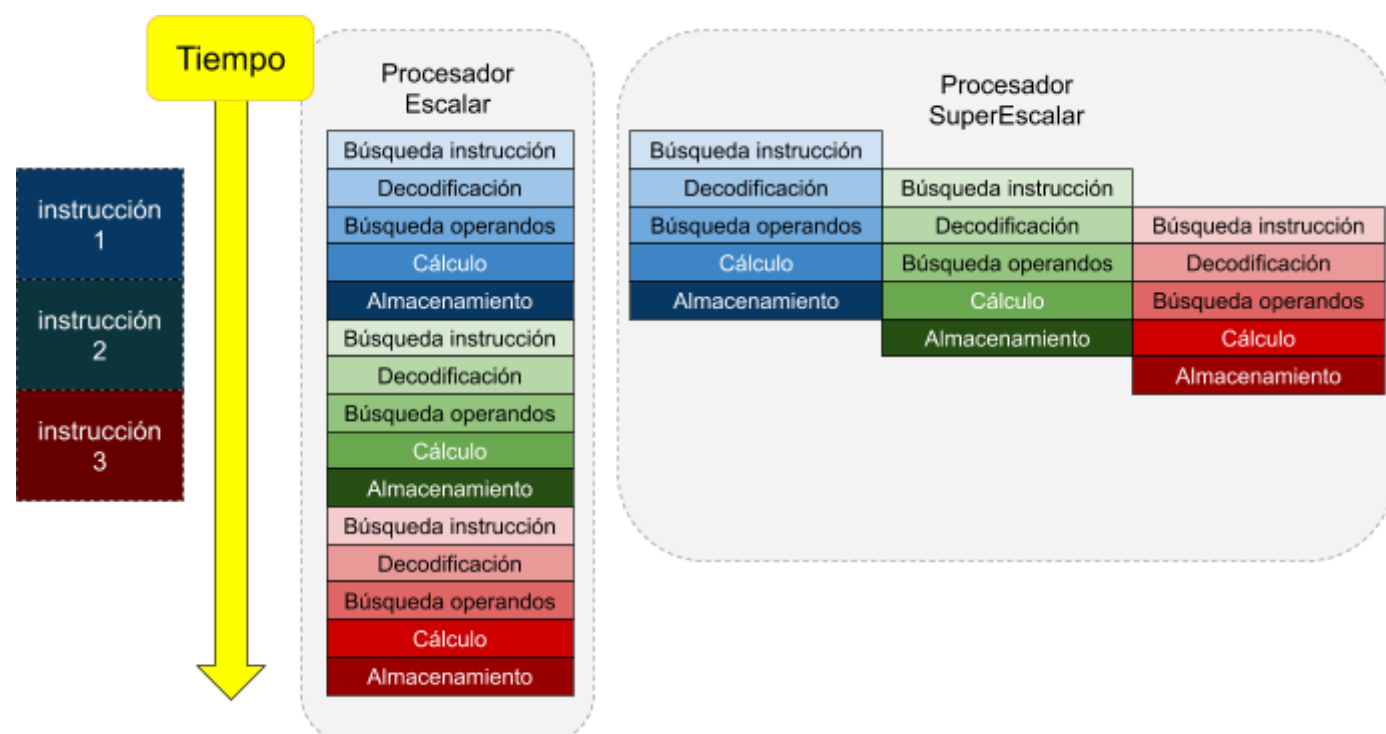 Tiempo
instrucción
1
instrucción
2
instrucción
3
Procesador
Escalar
Búsqueda instrucción
Decodificación
Búsqueda operandos
Cálculo
Almacenamiento
Búsqueda instrucción
Decodificación
Búsqueda operandos
Cálculo
Almacenamiento
Búsqueda instrucción
Decodificación
Búsqueda operandos
Cálculo
Almacenamiento
Procesador
SuperEscalar
Búsqueda instrucción
Decodificación
Búsqueda operandos
Cálculo
Almacenamiento
Búsqueda instrucción
Decodificación
Búsqueda operandos
Cálculo
Almacenamiento
Búsqueda instrucción
Decodificación
Búsqueda operandos
Cálculo
Almacenamiento